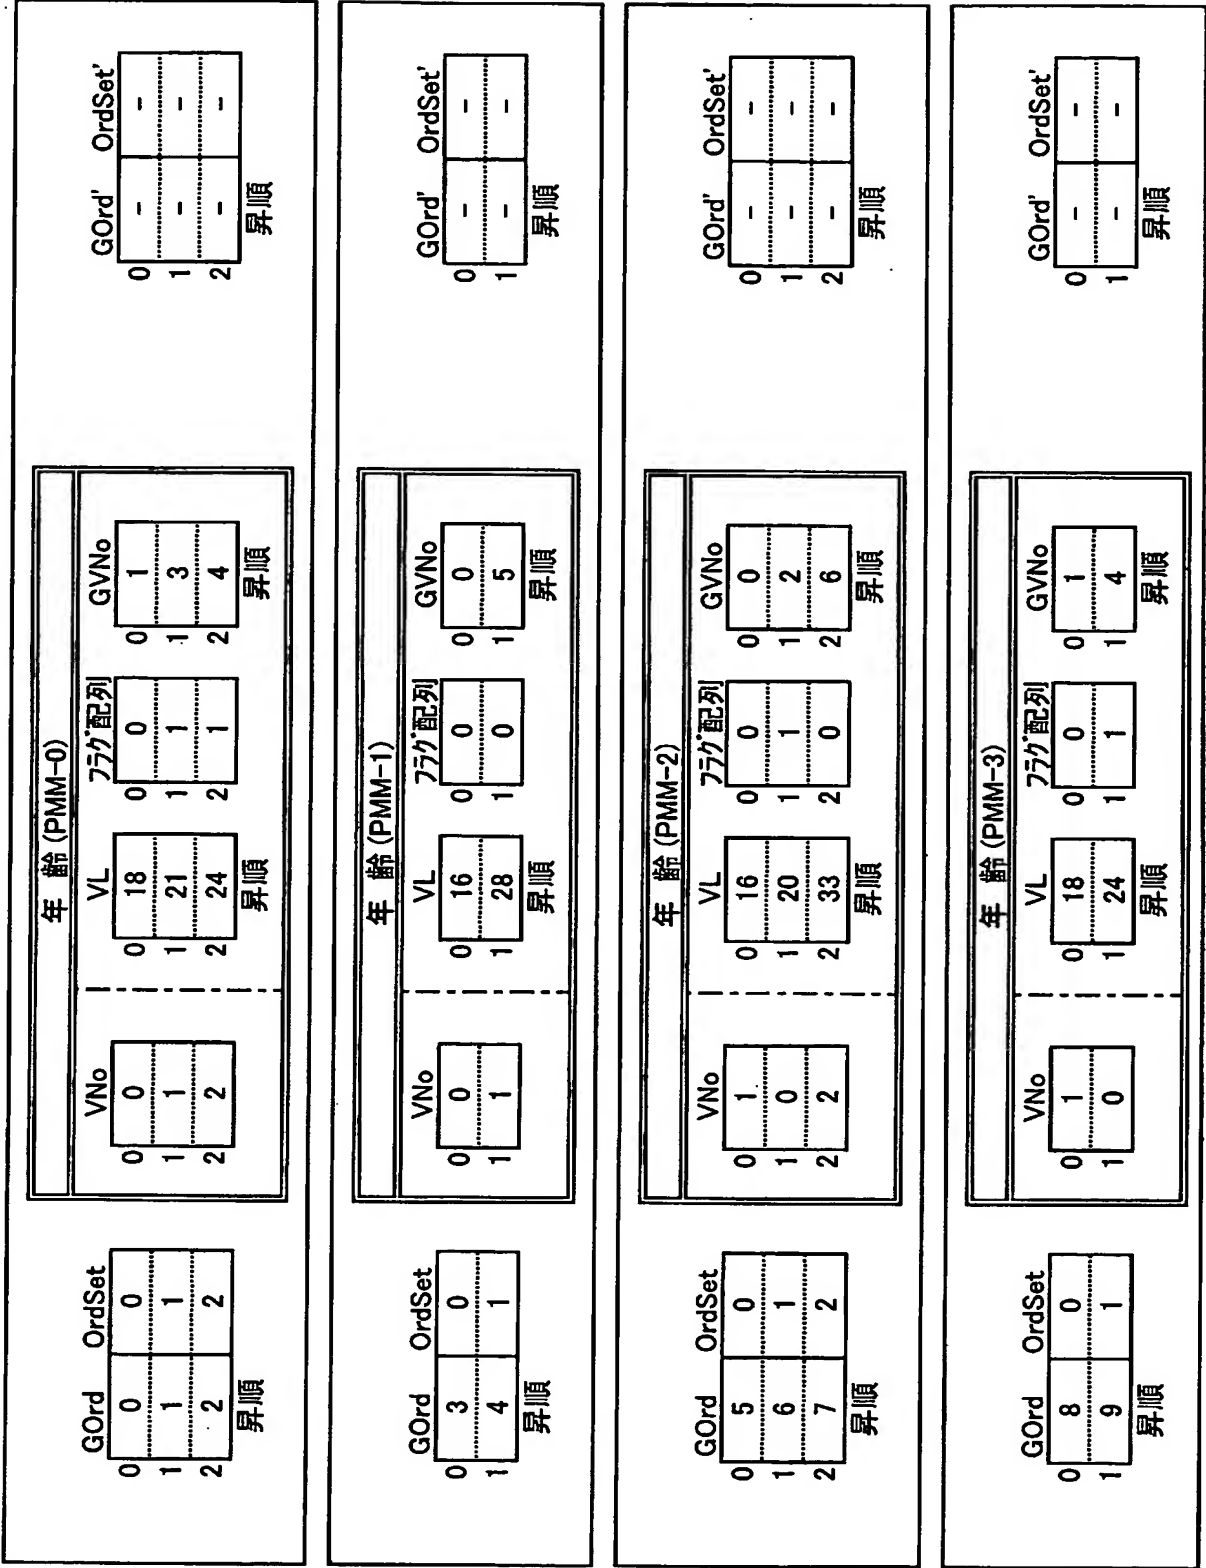 年 齢 (PMM-0)
GOrd OrdSet VNo VL フラグ配列 GVNo GOrd' OrdSet'
0 0 0 0 0 0 18 0 0 0 1 0 - -
1 1 1 1 1 1 21 1 1 1 3 1 - -
2 2 2 2 2 2 24 2 1 2 4 2 - -
昇順 昇順 昇順 昇順
年 齢 (PMM-1)
GOrd OrdSet VNo VL フラグ配列 GVNo GOrd' OrdSet'
0 3 0 0 0 0 16 0 0 0 0 0 - -
1 4 1 1 1 1 28 1 0 1 5 1 - -
昇順 昇順 昇順 昇順
年 齢 (PMM-2)
GOrd OrdSet VNo VL フラグ配列 GVNo GOrd' OrdSet'
0 5 0 0 1 0 16 0 0 0 0 0 - -
1 6 1 1 0 1 20 1 1 1 2 1 - -
2 7 2 2 2 2 33 2 0 2 6 2 - -
昇順 昇順 昇順 昇順
年 齢 (PMM-3)
GOrd OrdSet VNo VL フラグ配列 GVNo GOrd' OrdSet'
0 8 0 0 1 0 18 0 0 0 1 0 - -
1 9 1 1 0 1 24 1 1 1 4 1 - -
昇順 昇順 昇順 昇順